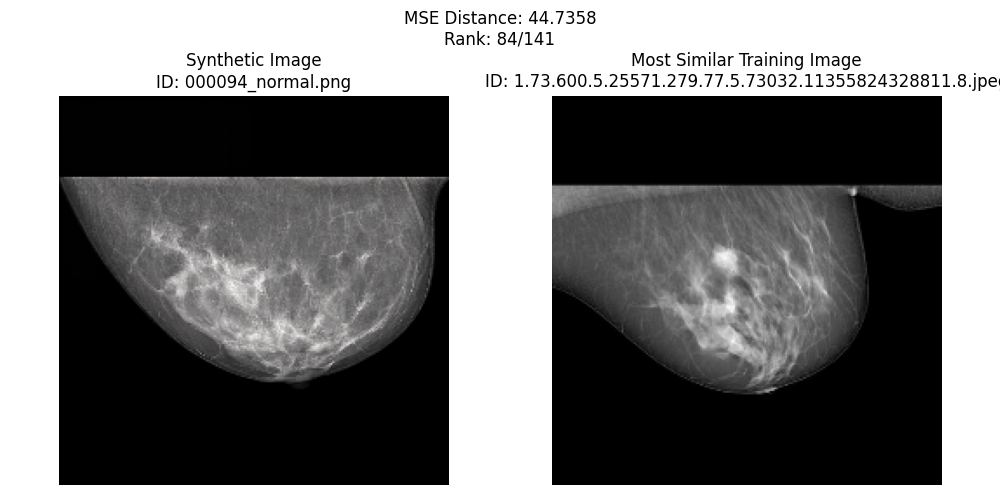 MSE Distance: 44.7358
Rank: 84/141
Synthetic Image
ID: 000094_normal.png
Most Similar Training Image
ID: 1.73.600.5.25571.279.77.5.73032.11355824328811.8.jpeg